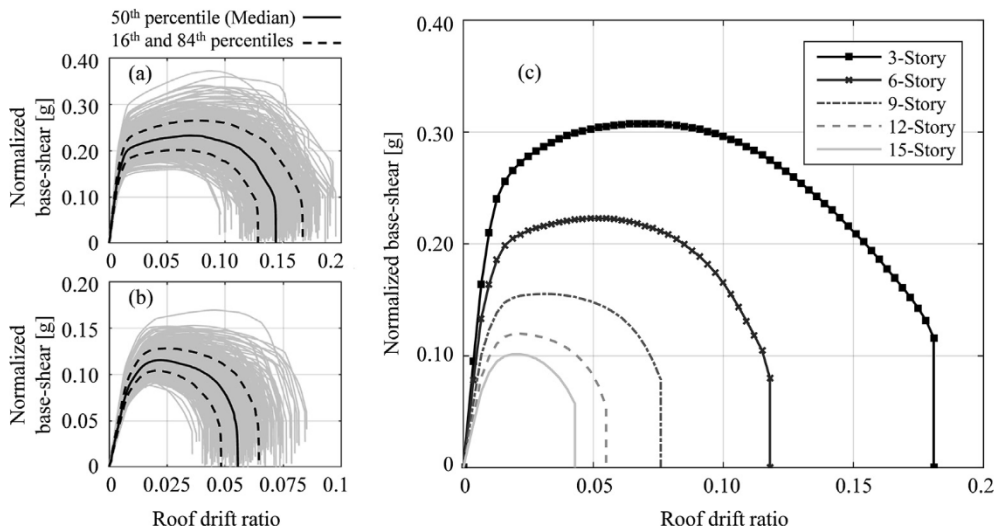 50th percentile (Median)
16th and 84th percentiles
(a)
Normalized
base-shear [g]
0.40
0.30
0.20
0.10
0
0 0.05 0.10 0.15 0.2
(b)
Normalized
base-shear [g]
0.20
0.15
0.10
0.05
0
0 0.025 0.05 0.075 0.1
Roof drift ratio
(c)
3-Story
6-Story
9-Story
12-Story
15-Story
Normalized base-shear [g]
0.40
0.30
0.20
0.10
0
0 0.05 0.10 0.15 0.2
Roof drift ratio